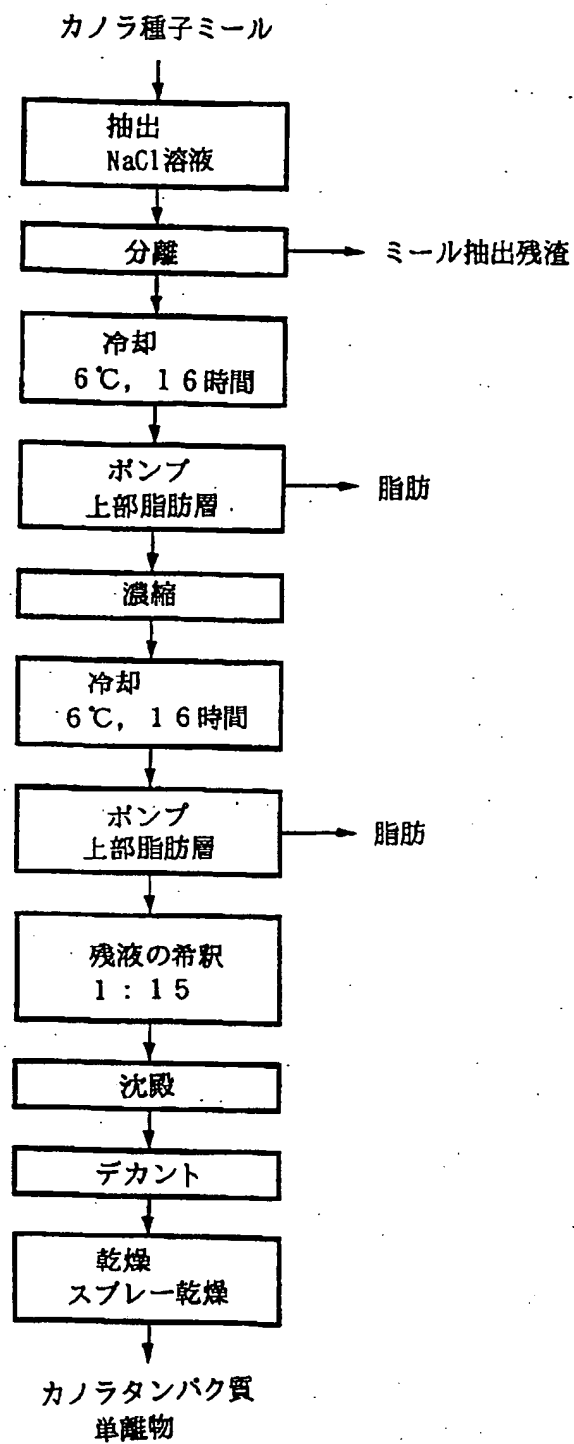 カノラ種子ミール
抽出
NaCl溶液
分離
ミール抽出残渣
冷却
6℃, 16時間
ポンプ
上部脂肪層
脂肪
濃縮
冷却
6℃, 16時間
ポンプ
上部脂肪層
脂肪
残液の希釈
1:15
沈殿
デカント
乾燥
スプレー乾燥
カノラタンパク質
単離物